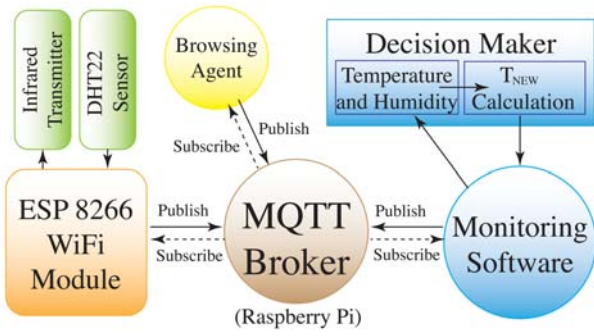 Infrared
Transmitter
DHT22
Sensor
Browsing
Agent
Decision Maker
Temperature
and Humidity
TNEW
Calculation
Publish
Subscribe
ESP 8266
WiFi
Module
Publish
Subscribe
MQTT
Broker
(Raspberry Pi)
Publish
Subscribe
Monitoring
Software